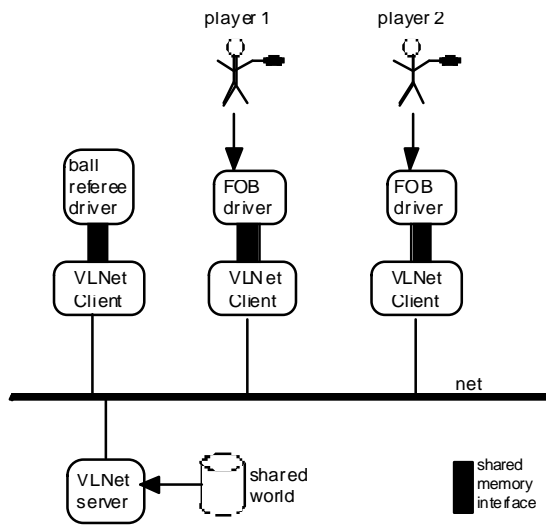 player 1
player 2
ball
referee
driver
FOB
driver
FOB
driver
VLNet
Client
VLNet
Client
VLNet
Client
net
VLNet
server
shared
world
shared
memory
interface